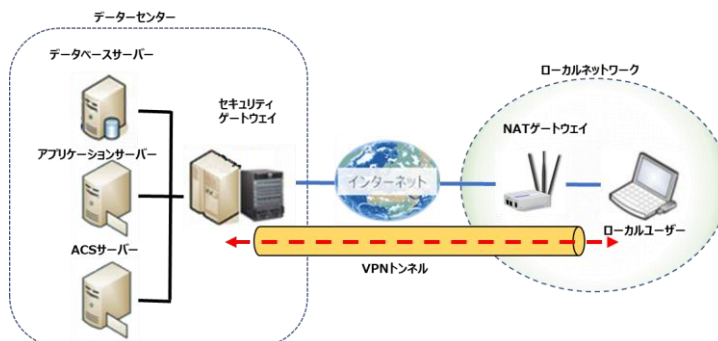 データーセンター
データベースサーバー
セキュリティ
ゲートウェイ
アプリケーションサーバー
ACSサーバー
インターネット
VPNトンネル
ローカルネットワーク
NATゲートウェイ
ローカルユーザー